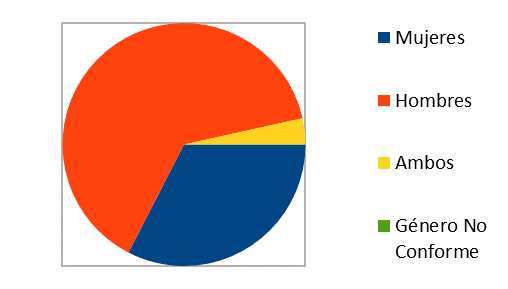 Mujeres
Hombres
Ambos
Género No
Conforme